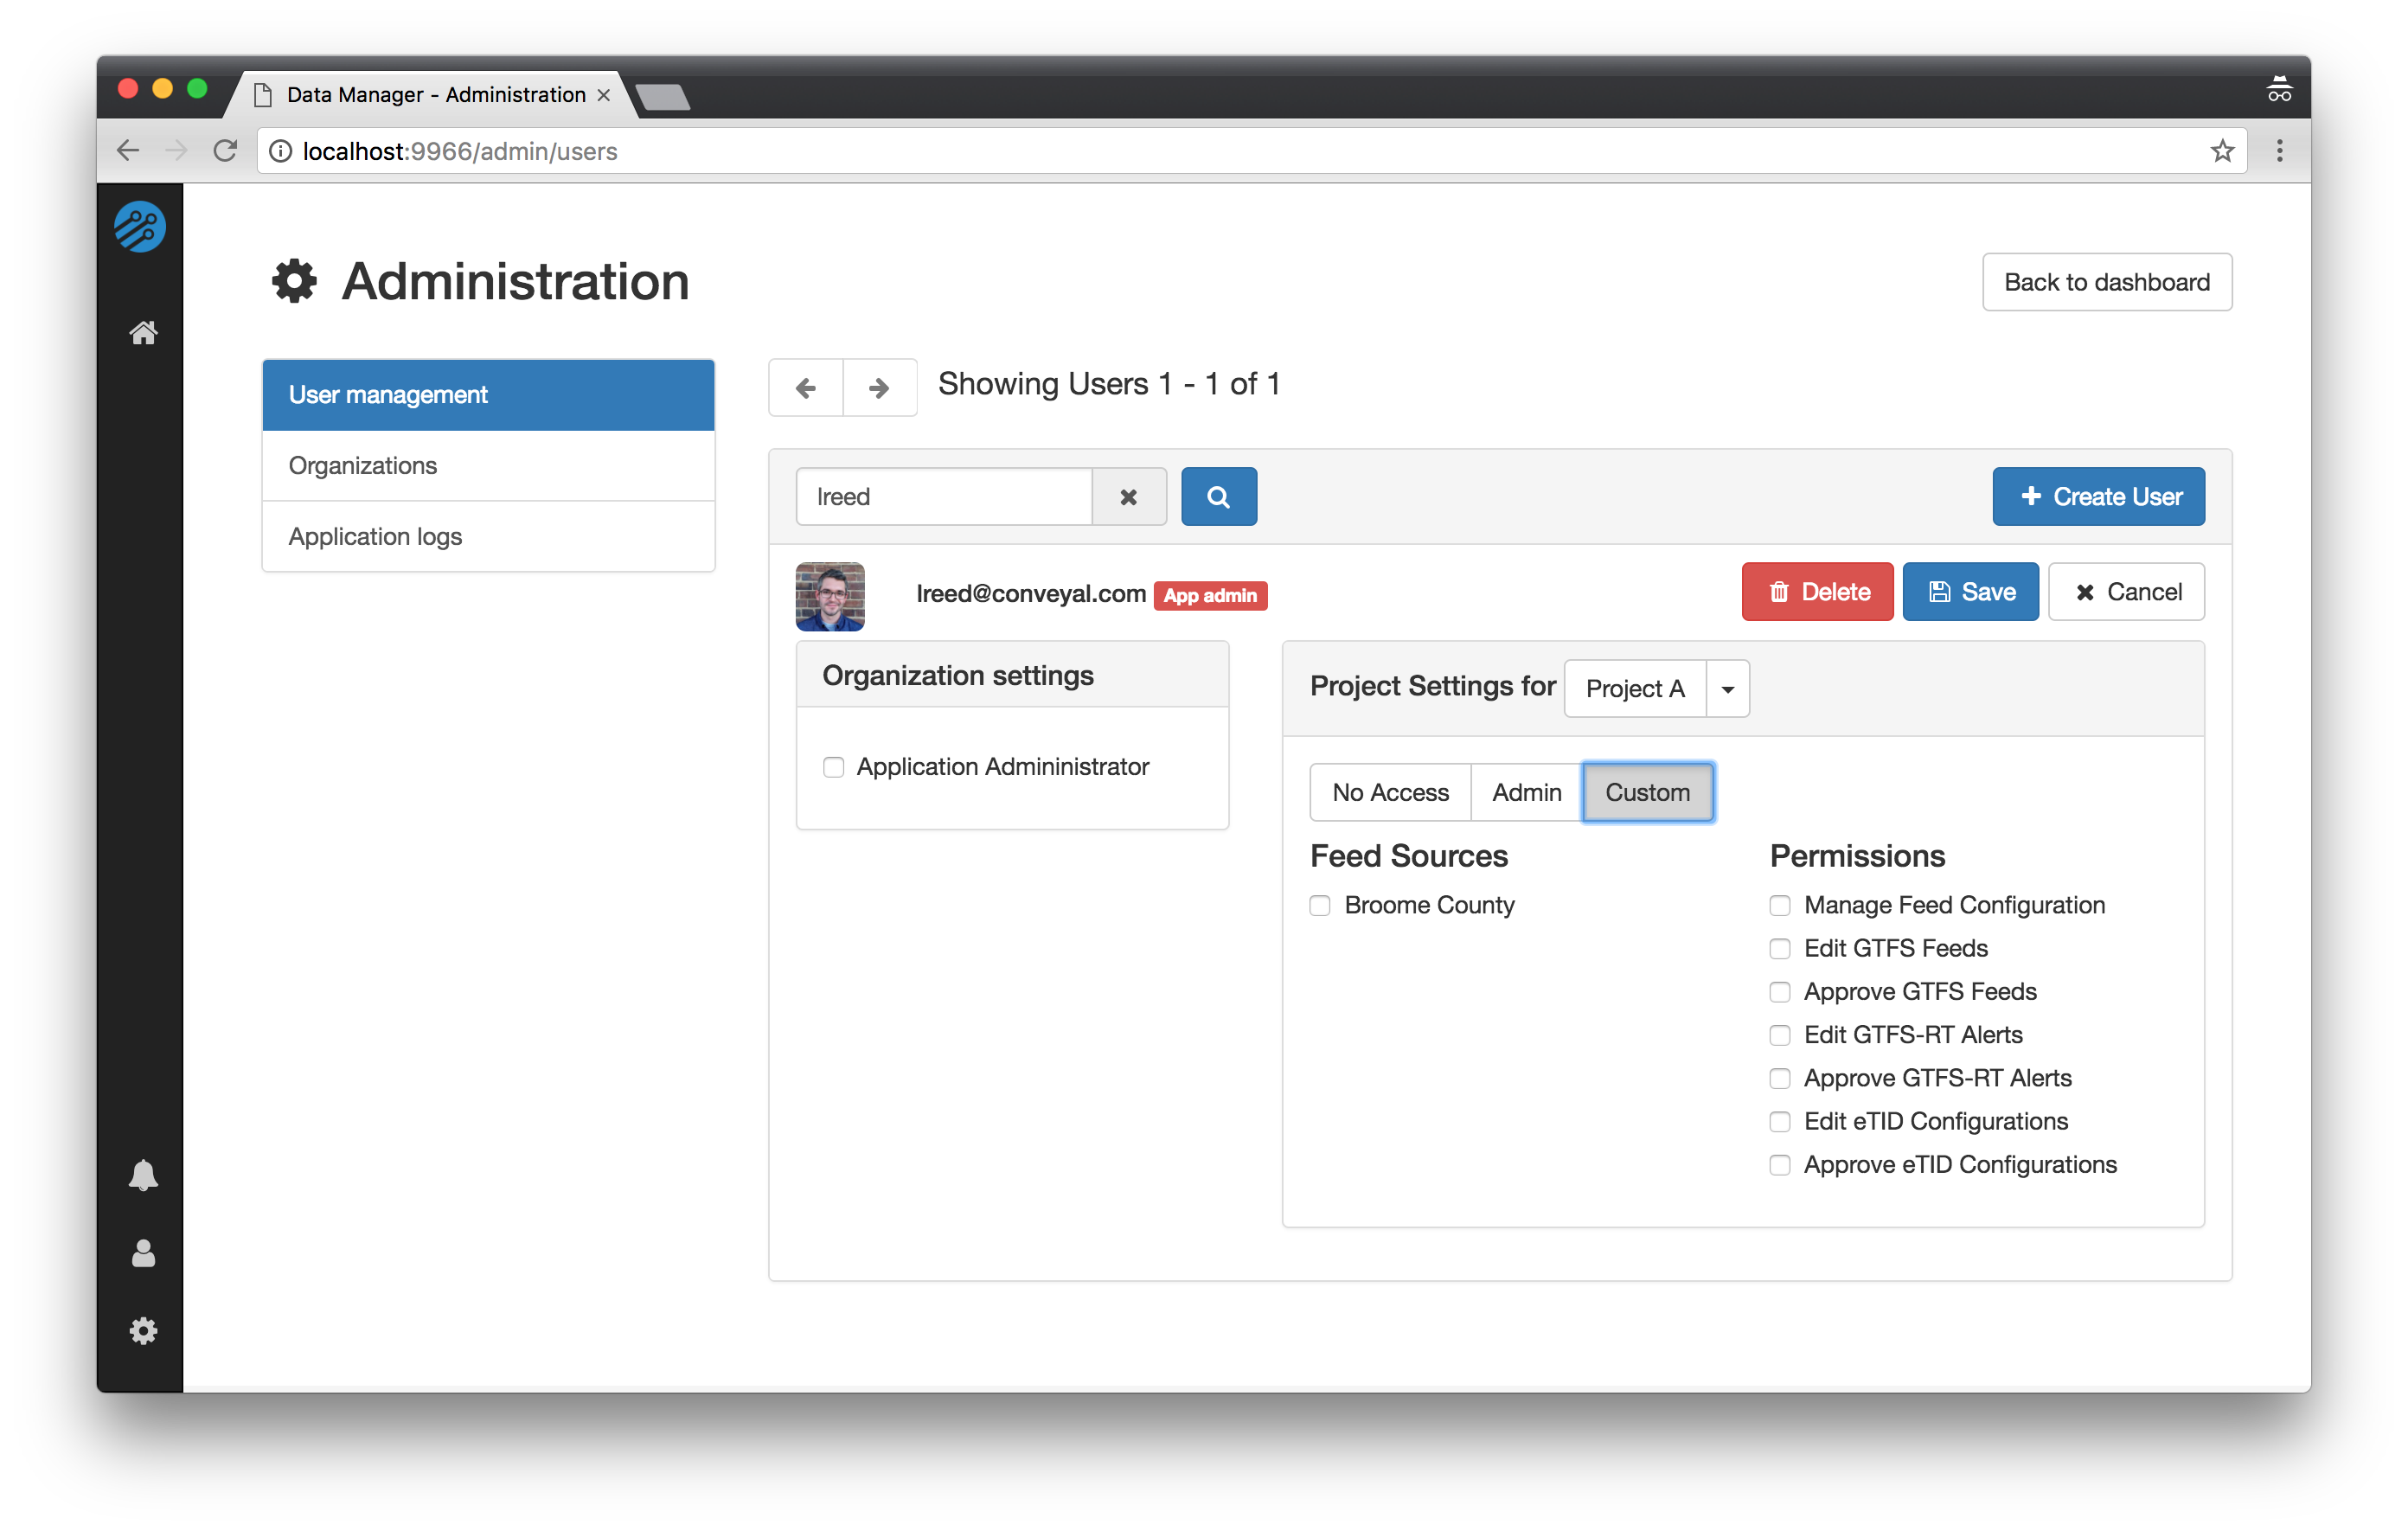 Data Manager - Administration
localhost:9966/admin/users
Administration
Back to dashboard
User management
Organizations
Application logs
Showing Users 1 - 1 of 1
lreed
Create User
lreed@conveyal.com App admin
Delete
Save
Cancel
Organization settings
Application Admininistrator
Project Settings for Project A
No Access
Admin
Custom
Feed Sources
Broome County
Permissions
Manage Feed Configuration
Edit GTFS Feeds
Approve GTFS Feeds
Edit GTFS-RT Alerts
Approve GTFS-RT Alerts
Edit eTID Configurations
Approve eTID Configurations